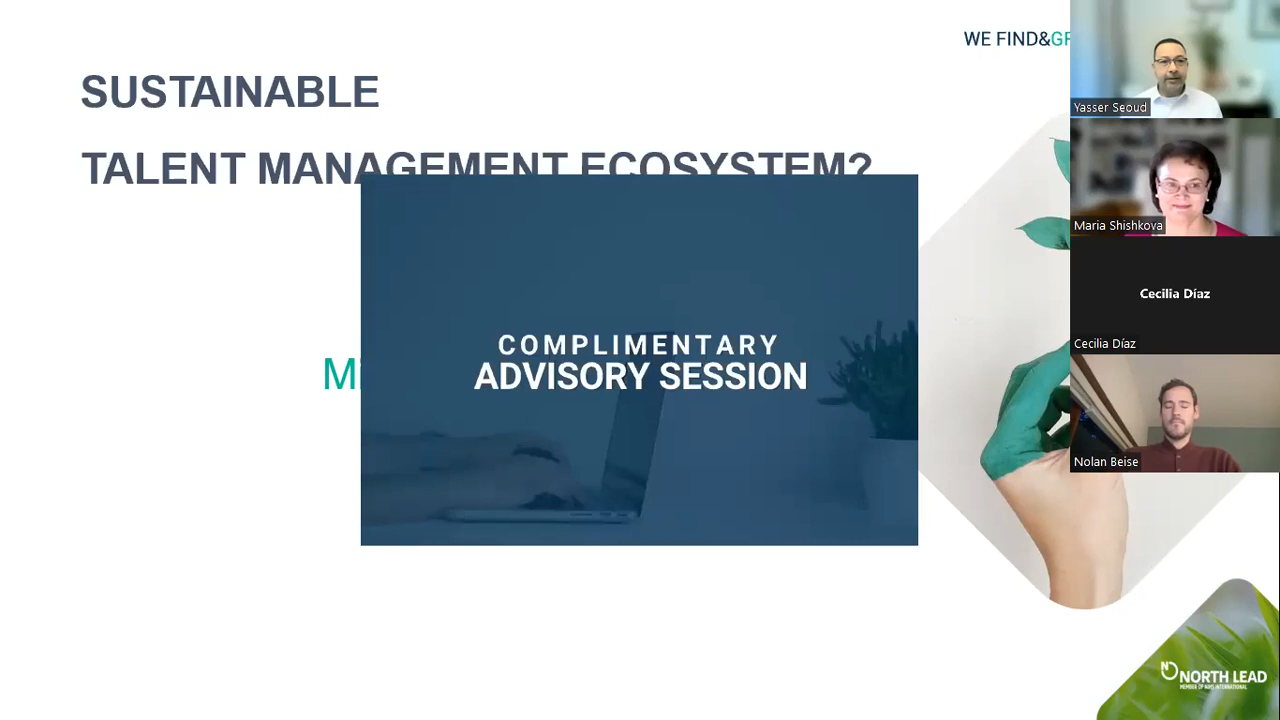 WE FIND&GR
SUSTAINABLE
TALENT MANAGEMENT ECOSYSTEM?
COMPLIMENTARY
ADVISORY SESSION
Yasser Seoud
Maria Shishkova
Cecilia Díaz
Cecilia Díaz
Nolan Beise
NORTH LEAD